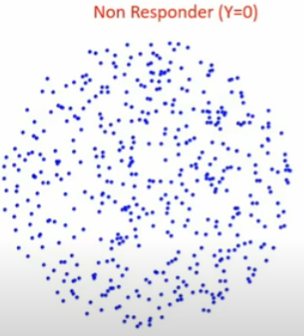 Non Responder (Y=0)